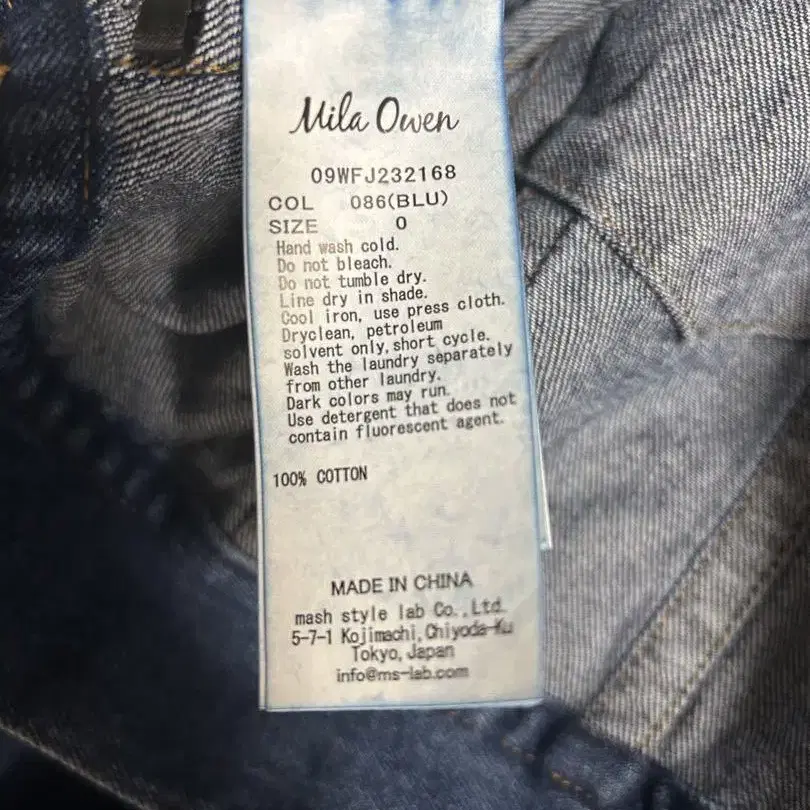 Mila Owen
09WFJ232168
COL 086(BLU)
SIZE 0
Hand wash cold.
Do not bleach.
Do not tumble dry.
Line dry in shade.
Cool iron, use press cloth.
Dryclean, petroleum
solvent only, short cycle.
Wash the laundry separately
from other laundry.
Dark colors may run.
Use detergent that does not
contain fluorescent agent.
100% COTTON
MADE IN CHINA
mash style lab Co.,Ltd.
5-7-1 Kojimachi,Chiyoda-Ku
Tokyo,Japan
info@ms-lab.com